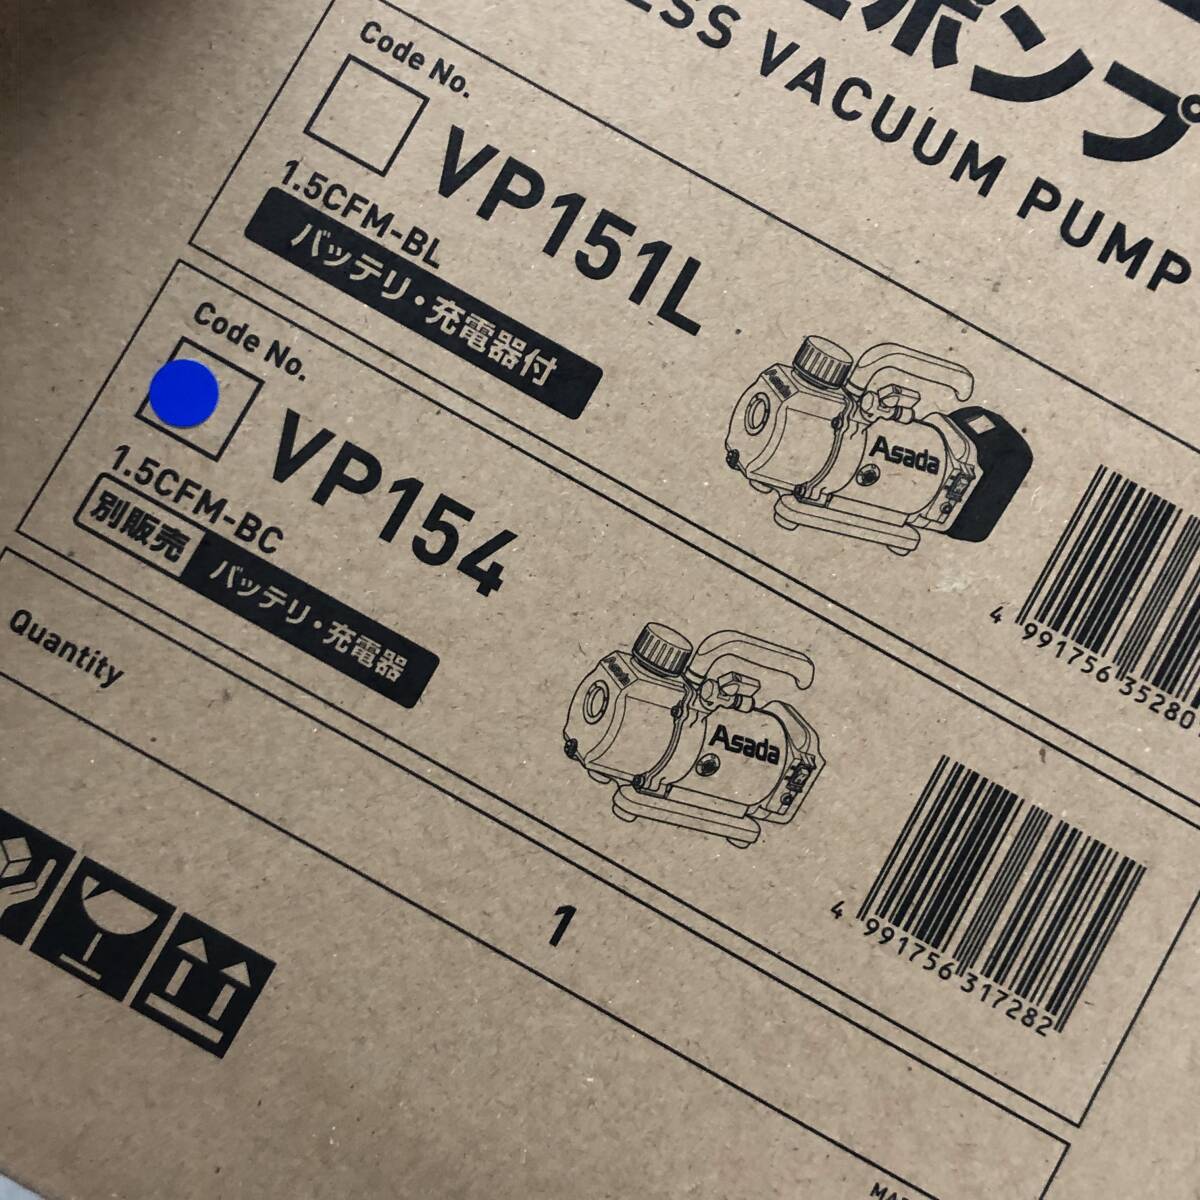 ポンプ
VACUUM PUMP
Code No.
VP151L
1.5CFM-BL
バッテリ・充電器付
Asada
4 991756 35280
Code No.
VP154
1.5CFM-BC
別販売 バッテリ・充電器
Asada
4 991756 317282
Quantity
1